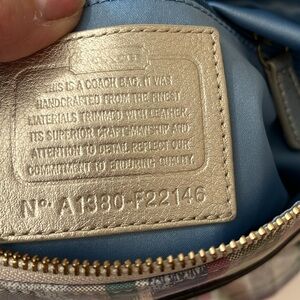 COACH
THIS IS A COACH BAG. IT WAS
HANDCRAFTED FROM THE FINEST
MATERIALS TRIMMED WITH LEATHER.
ITS SUPERIOR CRAFTSMANSHIP AND
ATTENTION TO DETAIL REFLECT OUR
COMMITMENT TO ENDURING QUALITY.
Nº. A1380-F22146